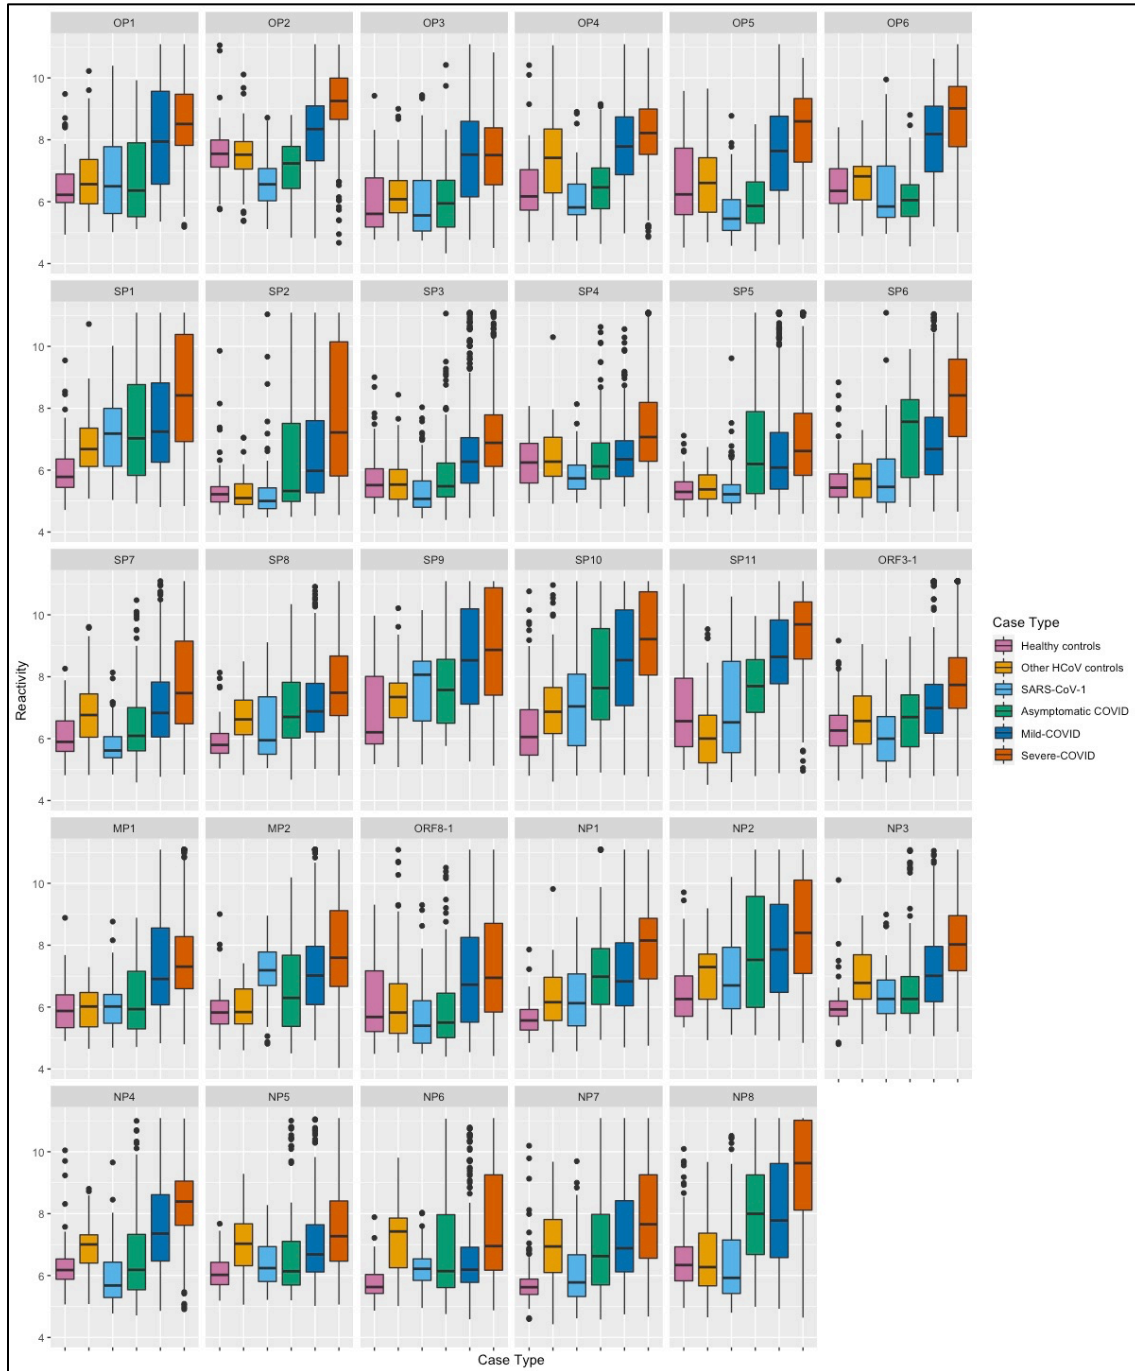 OP1 OP2 OP3 OP4 OP5 OP6
10
8
6
4
SP1 SP2 SP3 SP4 SP5 SP6
10
8
6
4
SP7 SP8 SP9 SP10 SP11 ORF3-1
10
8
6
4
MP1 MP2 ORF8-1 NP1 NP2 NP3
10
8
6
4
NP4 NP5 NP6 NP7 NP8
10
8
6
4
Reactivity
Case Type
Case Type
Healthy controls
Other HCoV controls
SARS-CoV-1
Asymptomatic COVID
Mild-COVID
Severe-COVID